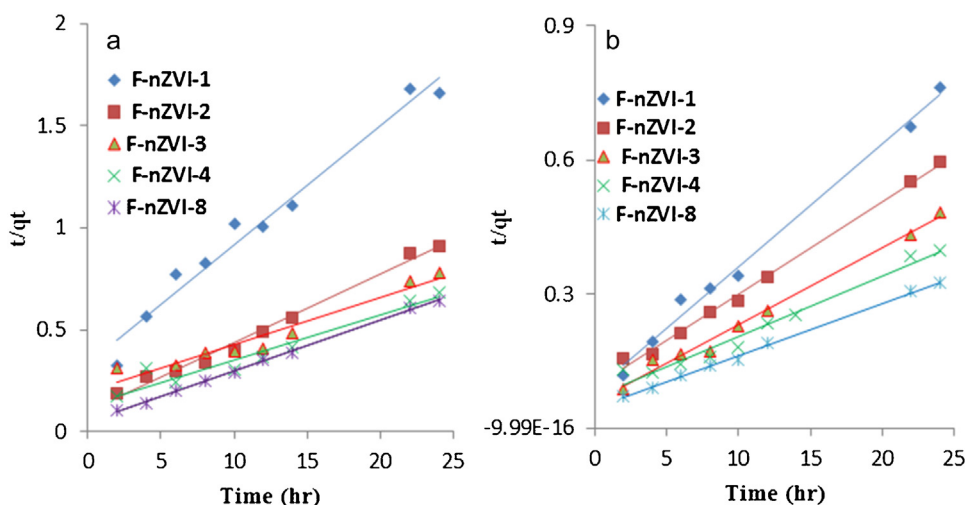 a
2
1.5
1
0.5
0
0 5 10 15 20 25
t/qt
Time (hr)
F-nZVI-1
F-nZVI-2
F-nZVI-3
F-nZVI-4
F-nZVI-8
b
0.9
0.6
0.3
-9.99E-16
0 5 10 15 20 25
t/qt
Time (hr)
F-nZVI-1
F-nZVI-2
F-nZVI-3
F-nZVI-4
F-nZVI-8